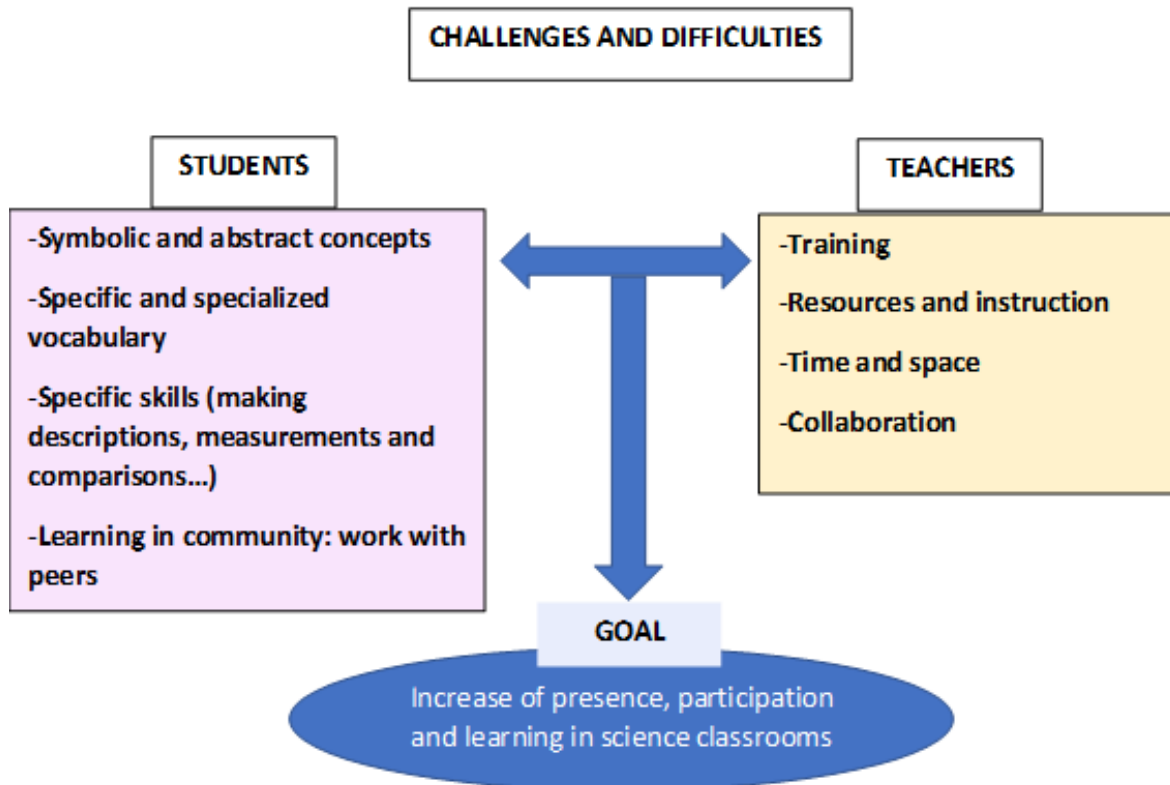 CHALLENGES AND DIFFICULTIES
STUDENTS
-Symbolic and abstract concepts
-Specific and specialized
vocabulary
-Specific skills (making
descriptions, measurements and
comparisons...)
-Learning in community: work with
peers
TEACHERS
-Training
-Resources and instruction
-Time and space
-Collaboration
GOAL
Increase of presence, participation
and learning in science classrooms